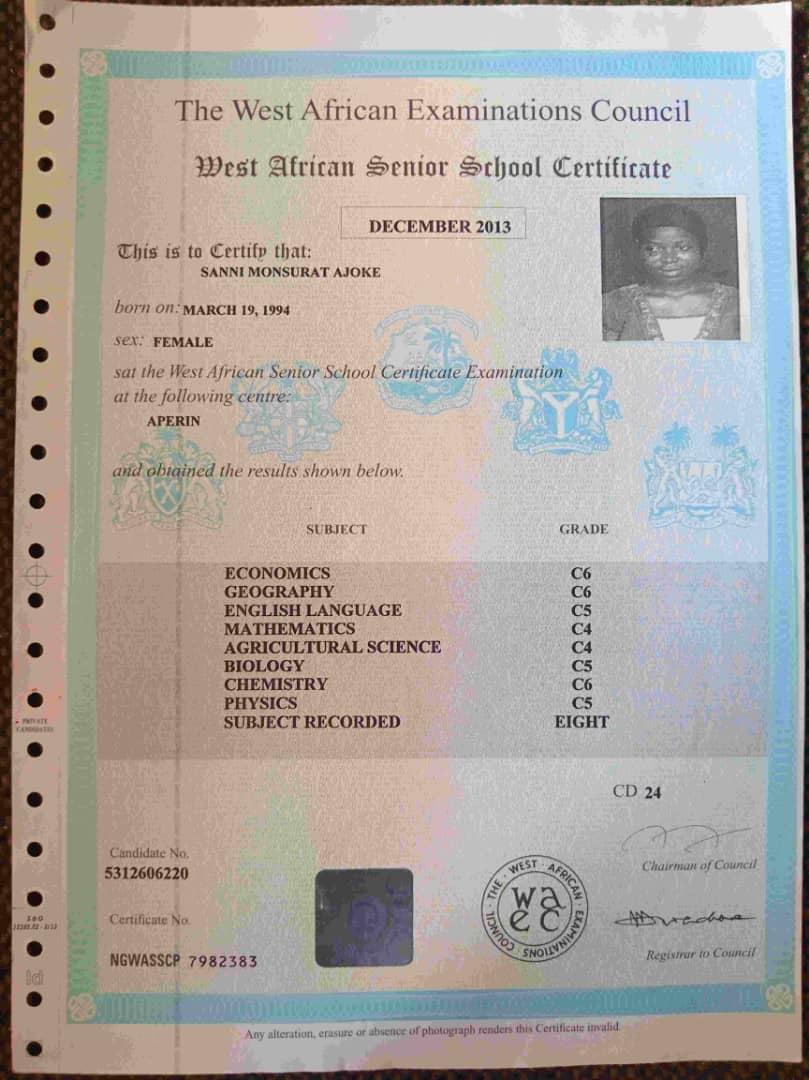 The West African Examinations Council
West African Senior School Certificate
DECEMBER 2013
This is to Certify that:
SANNI MONSURAT AJOKE
born on: MARCH 19, 1994
sex: FEMALE
sat the West African Senior School Certificate Examination
at the following centre:
APERIN
and obtained the results shown below.
SUBJECT GRADE
ECONOMICS C6
GEOGRAPHY C6
ENGLISH LANGUAGE C5
MATHEMATICS C4
AGRICULTURAL SCIENCE C4
BIOLOGY C5
CHEMISTRY C6
PHYSICS C5
SUBJECT RECORDED EIGHT
PRIVATE
CANDIDATES
CD 24
Candidate No.
5312606220
Chairman of Council
Certificate No.
NGWASSCP 7982383
THE · WEST · AFRICAN · EXAMINATIONS · COUNCIL
wa
ec
Registrar to Council
Any alteration, erasure or absence of photograph renders this Certificate invalid.